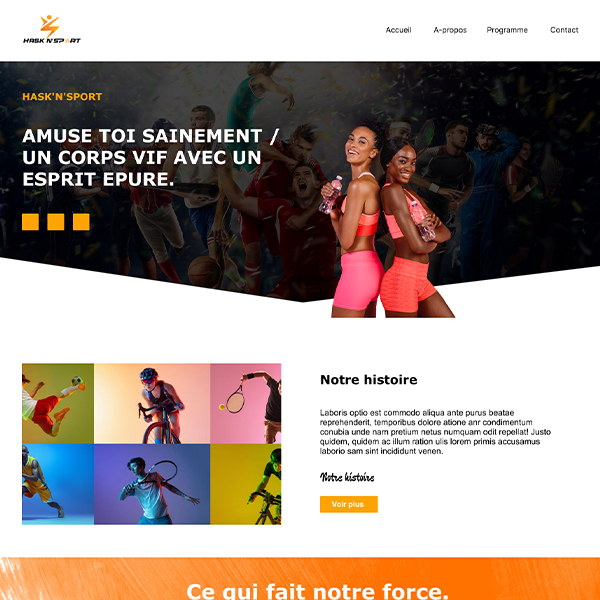 HASK N'SPORT
Accueil
A-propos
Programme
Contact
HASK'N'SPORT
AMUSE TOI SAINEMENT /
UN CORPS VIF AVEC UN
ESPRIT EPURE.
Notre histoire
Laboris optio est commodo aliqua ante purus beatae
reprehenderit, temporibus dolore atione anr condimentum
conubia unde nam pretium netus numquam odit repellat! Justo
quidem, quidem ac illum ration ulis lorem primis accusamus
laborio sam sint incididunt venen.
Notre histoire
Voir plus
Ce qui fait notre force.